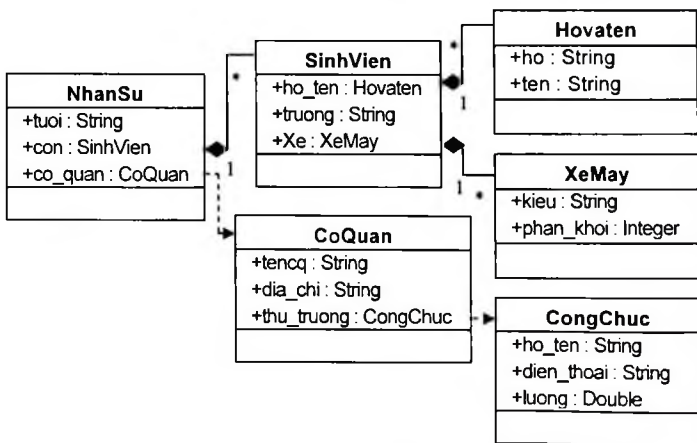 NhanSu
+tuoi : String
+con : SinhVien
+co_quan : CoQuan
*
1
SinhVien
+ho_ten : Hovaten
+truong : String
+Xe : XeMay
*
1
Hovaten
+ho : String
+ten : String
1
*
XeMay
+kieu : String
+phan_khoi : Integer
CoQuan
+tencq : String
+dia_chi : String
+thu_truong : CongChuc
CongChuc
+ho_ten : String
+dien_thoai : String
+luong : Double